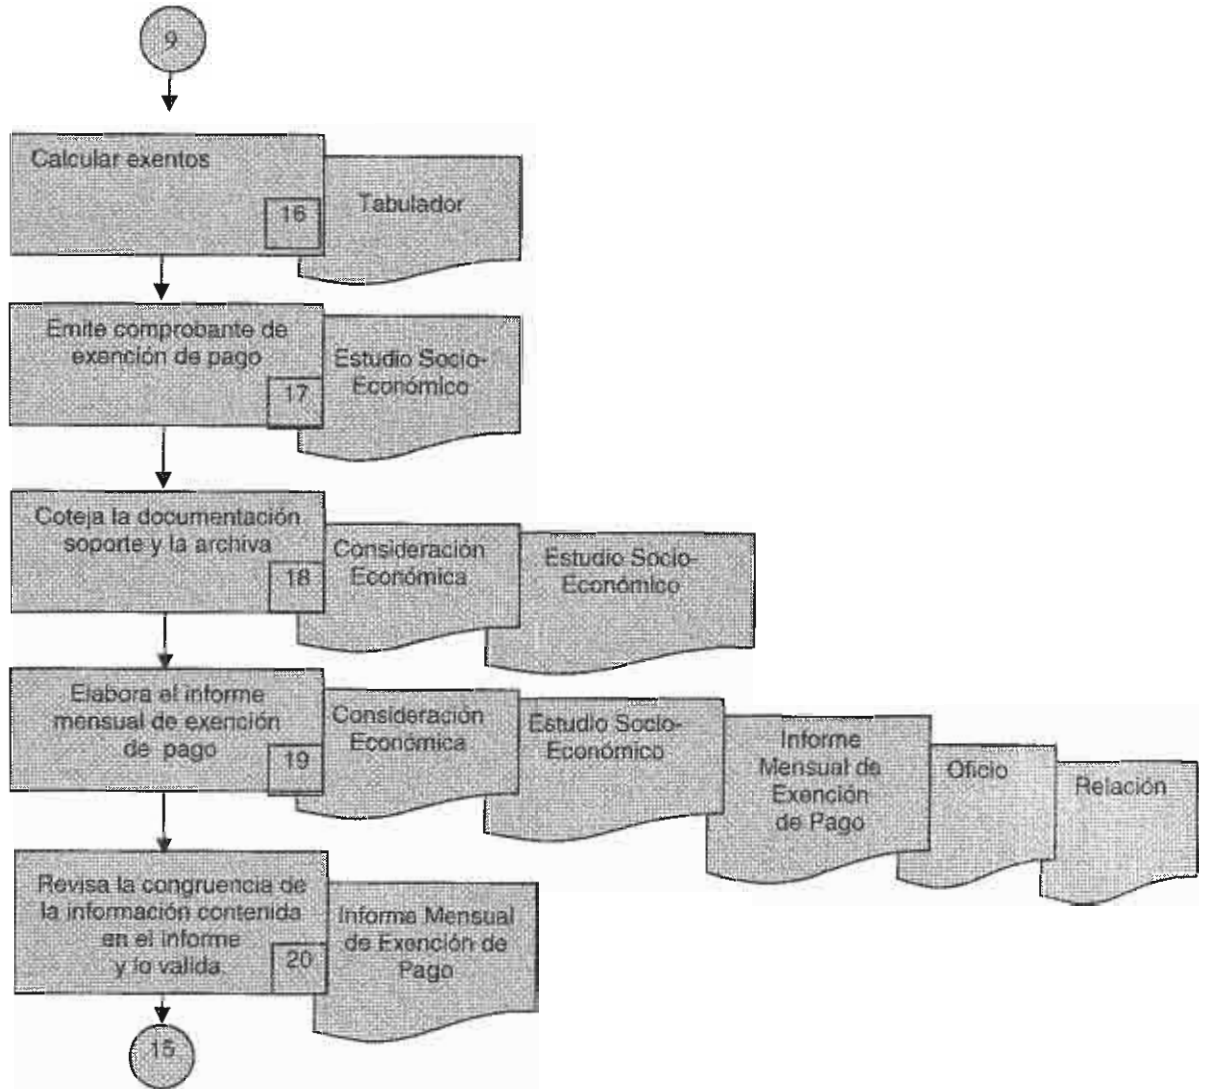 9
Calcular exentos
16
Tabulador
Emite comprobante de
exención de pago
17
Estudio Socio-
Económico
Coteja la documentación
soporte y la archiva
18
Consideración
Económica
Estudio Socio-
Económico
Elabora el informe
mensual de exención
de pago
19
Consideración
Económica
Estudio Socio-
Económico
Informe
Mensual de
Exención
de Pago
Oficio
Relación
Revisa la congruencia de
la información contenida
en el informe
y lo valida.
20
Informe Mensual
de Exención de
Pago
15